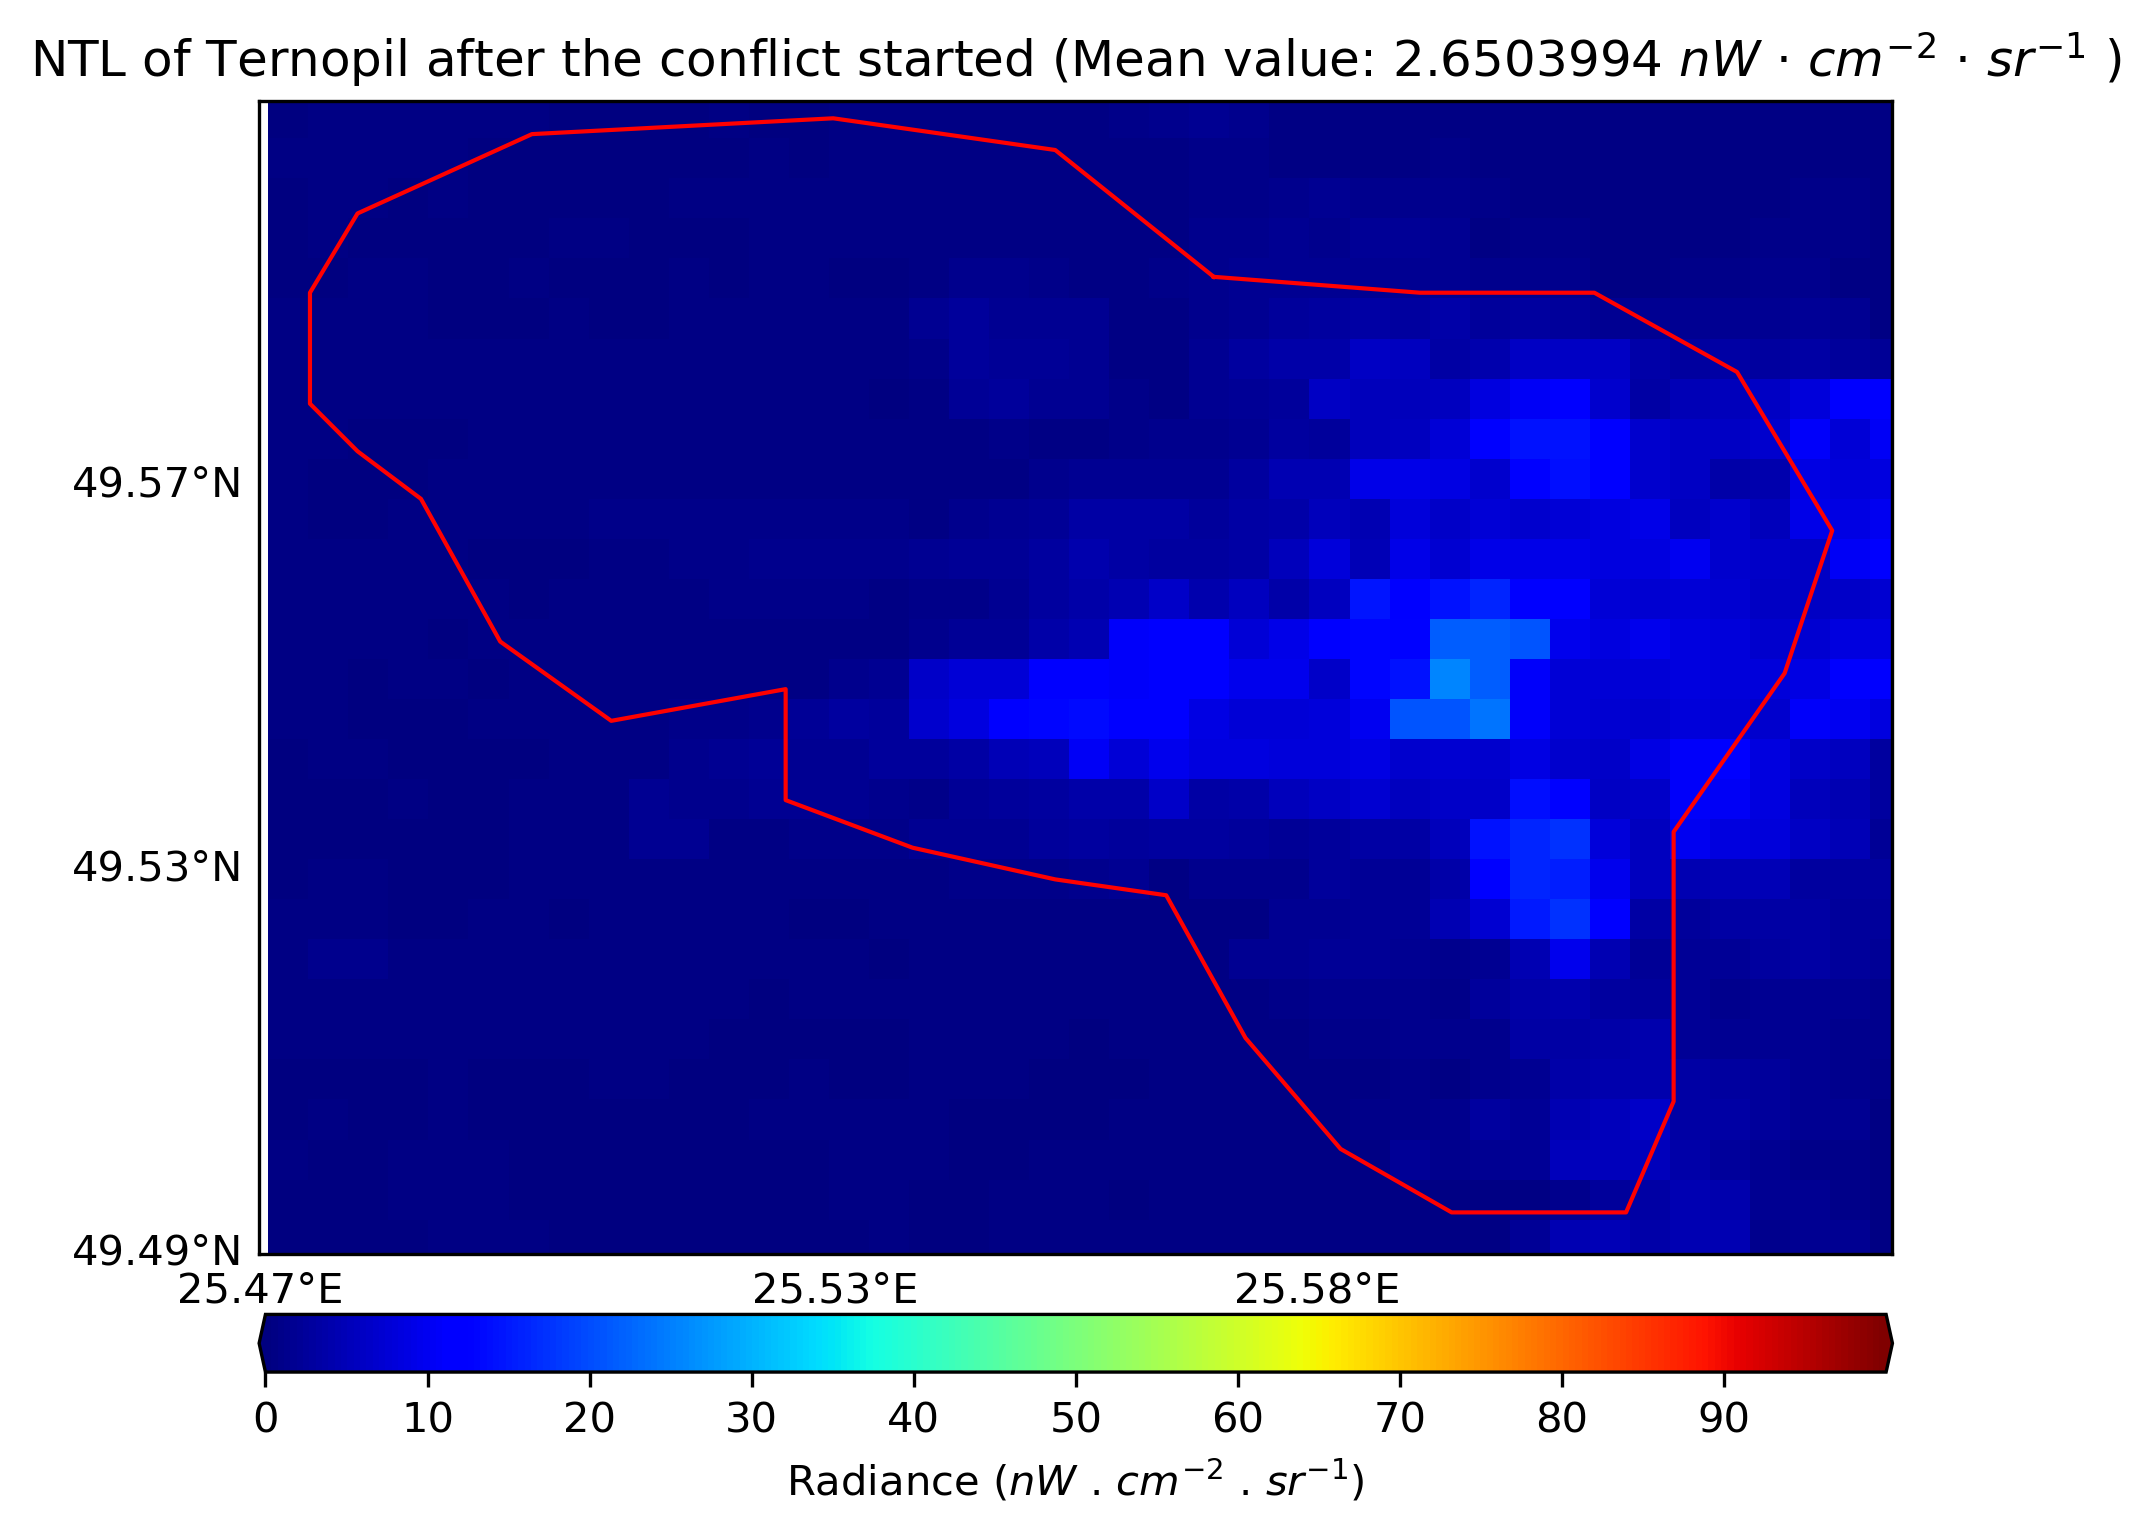 NTL of Ternopil after the conflict started (Mean value: 2.6503994 nW · cm⁻² · sr⁻¹ )
49.57°N
49.53°N
49.49°N
25.47°E 25.53°E 25.58°E
0 10 20 30 40 50 60 70 80 90
Radiance (nW . cm⁻² . sr⁻¹)